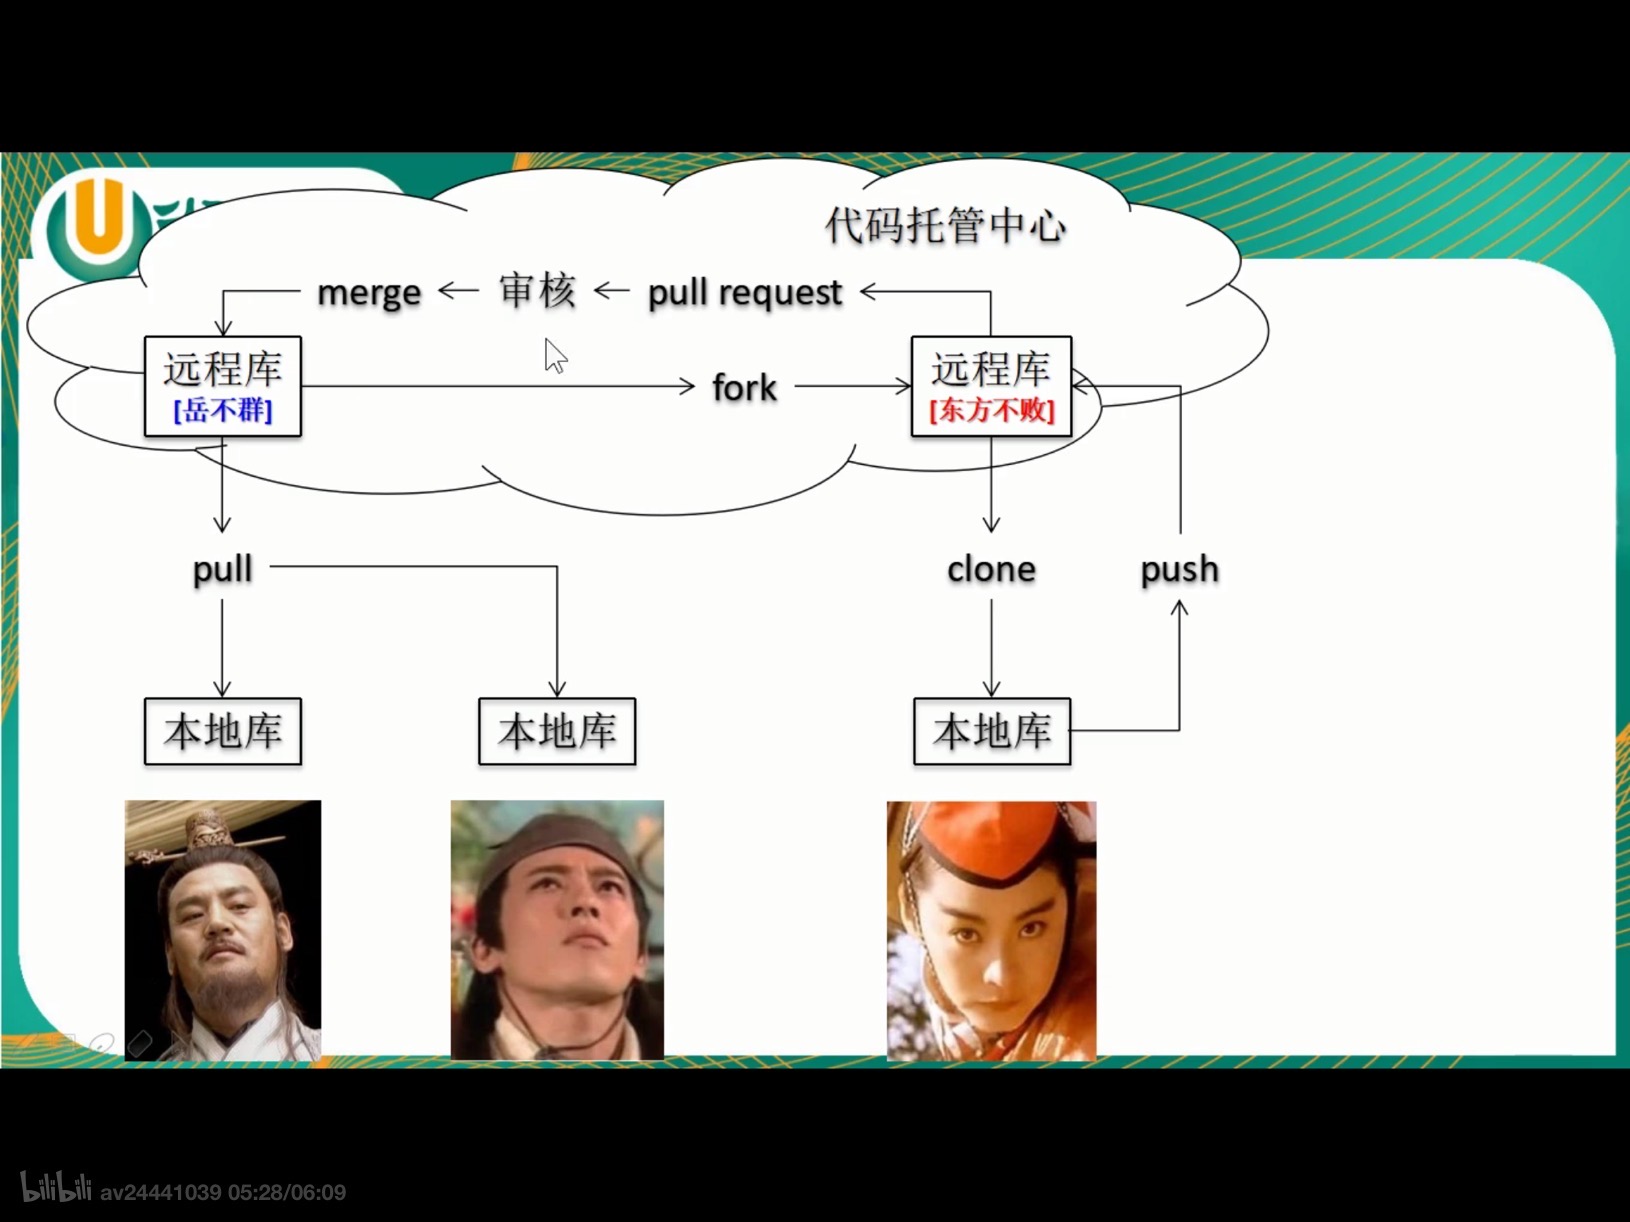 代码托管中心
merge
审核
pull request
远程库
[岳不群]
fork
远程库
[东方不败]
pull
clone
push
本地库
本地库
本地库
bilibili av24441039 05:28/06:09